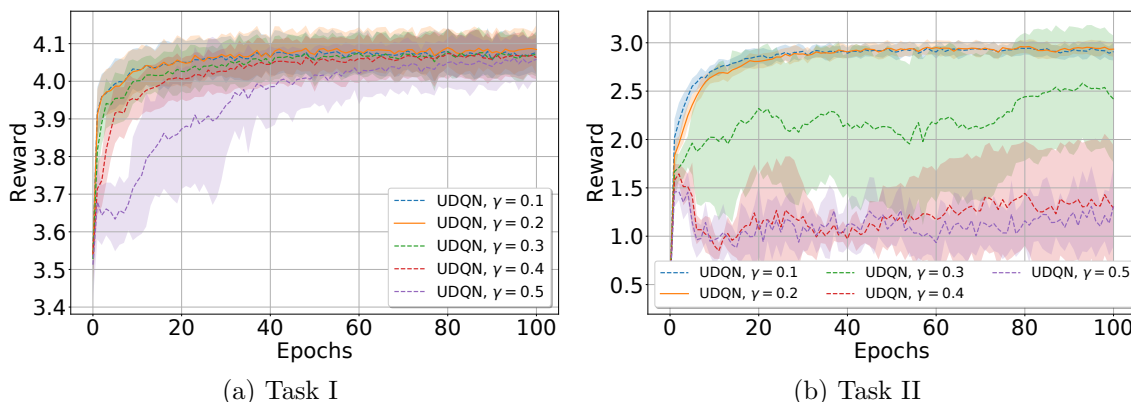 4.1
4.0
3.9
3.8
3.7
3.6
3.5
3.4
Reward
0 20 40 60 80 100
Epochs
UDQN, γ = 0.1
UDQN, γ = 0.2
UDQN, γ = 0.3
UDQN, γ = 0.4
UDQN, γ = 0.5
(a) Task I
3.0
2.5
2.0
1.5
1.0
0.5
Reward
0 20 40 60 80 100
Epochs
UDQN, γ = 0.1
UDQN, γ = 0.2
UDQN, γ = 0.3
UDQN, γ = 0.4
UDQN, γ = 0.5
(b) Task II